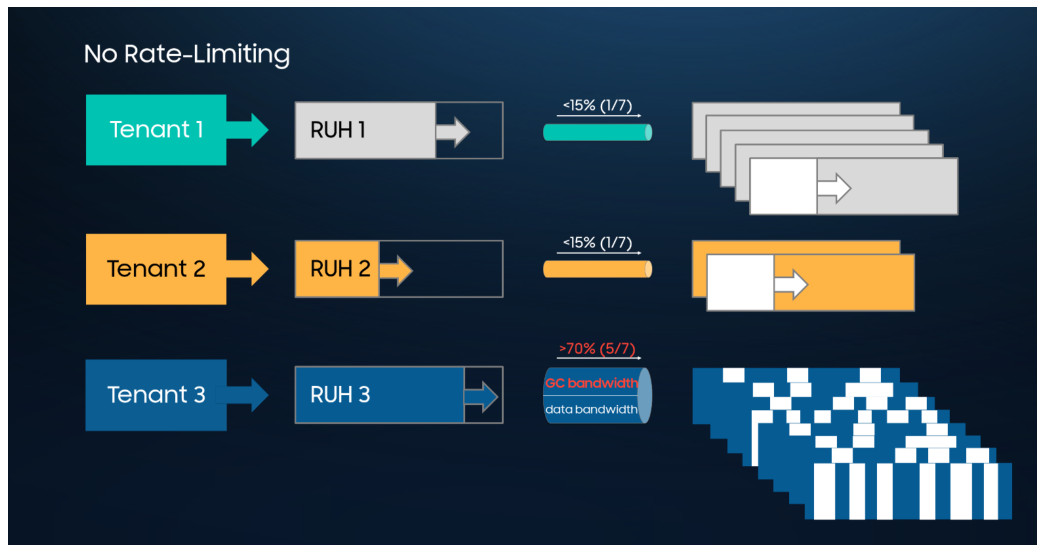 No Rate-Limiting
Tenant 1
RUH 1
<15% (1/7)
Tenant 2
RUH 2
<15% (1/7)
Tenant 3
RUH 3
>70% (5/7)
GC bandwidth
data bandwidth